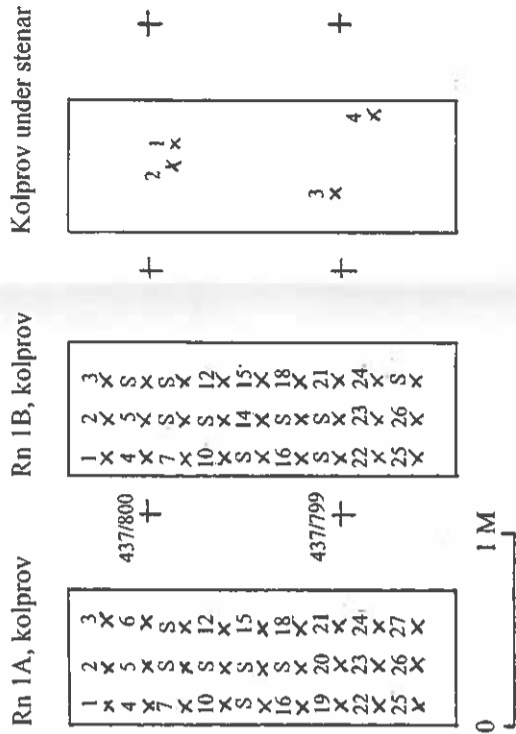 Rn 1A, kolprov
1 2 3
4 5 6
7 S S
10 S 12
S S 15
16 S 18
19 20 21
22 23 24
25 26 27
437/800
437/799
Rn 1B, kolprov
1 2 3
4 5 S
7 S S
10 S 12
S 14 15
16 S 18
S S 21
22 23 24
25 26 S
Kolprov under stenar
2 1
3 4
0 1 M